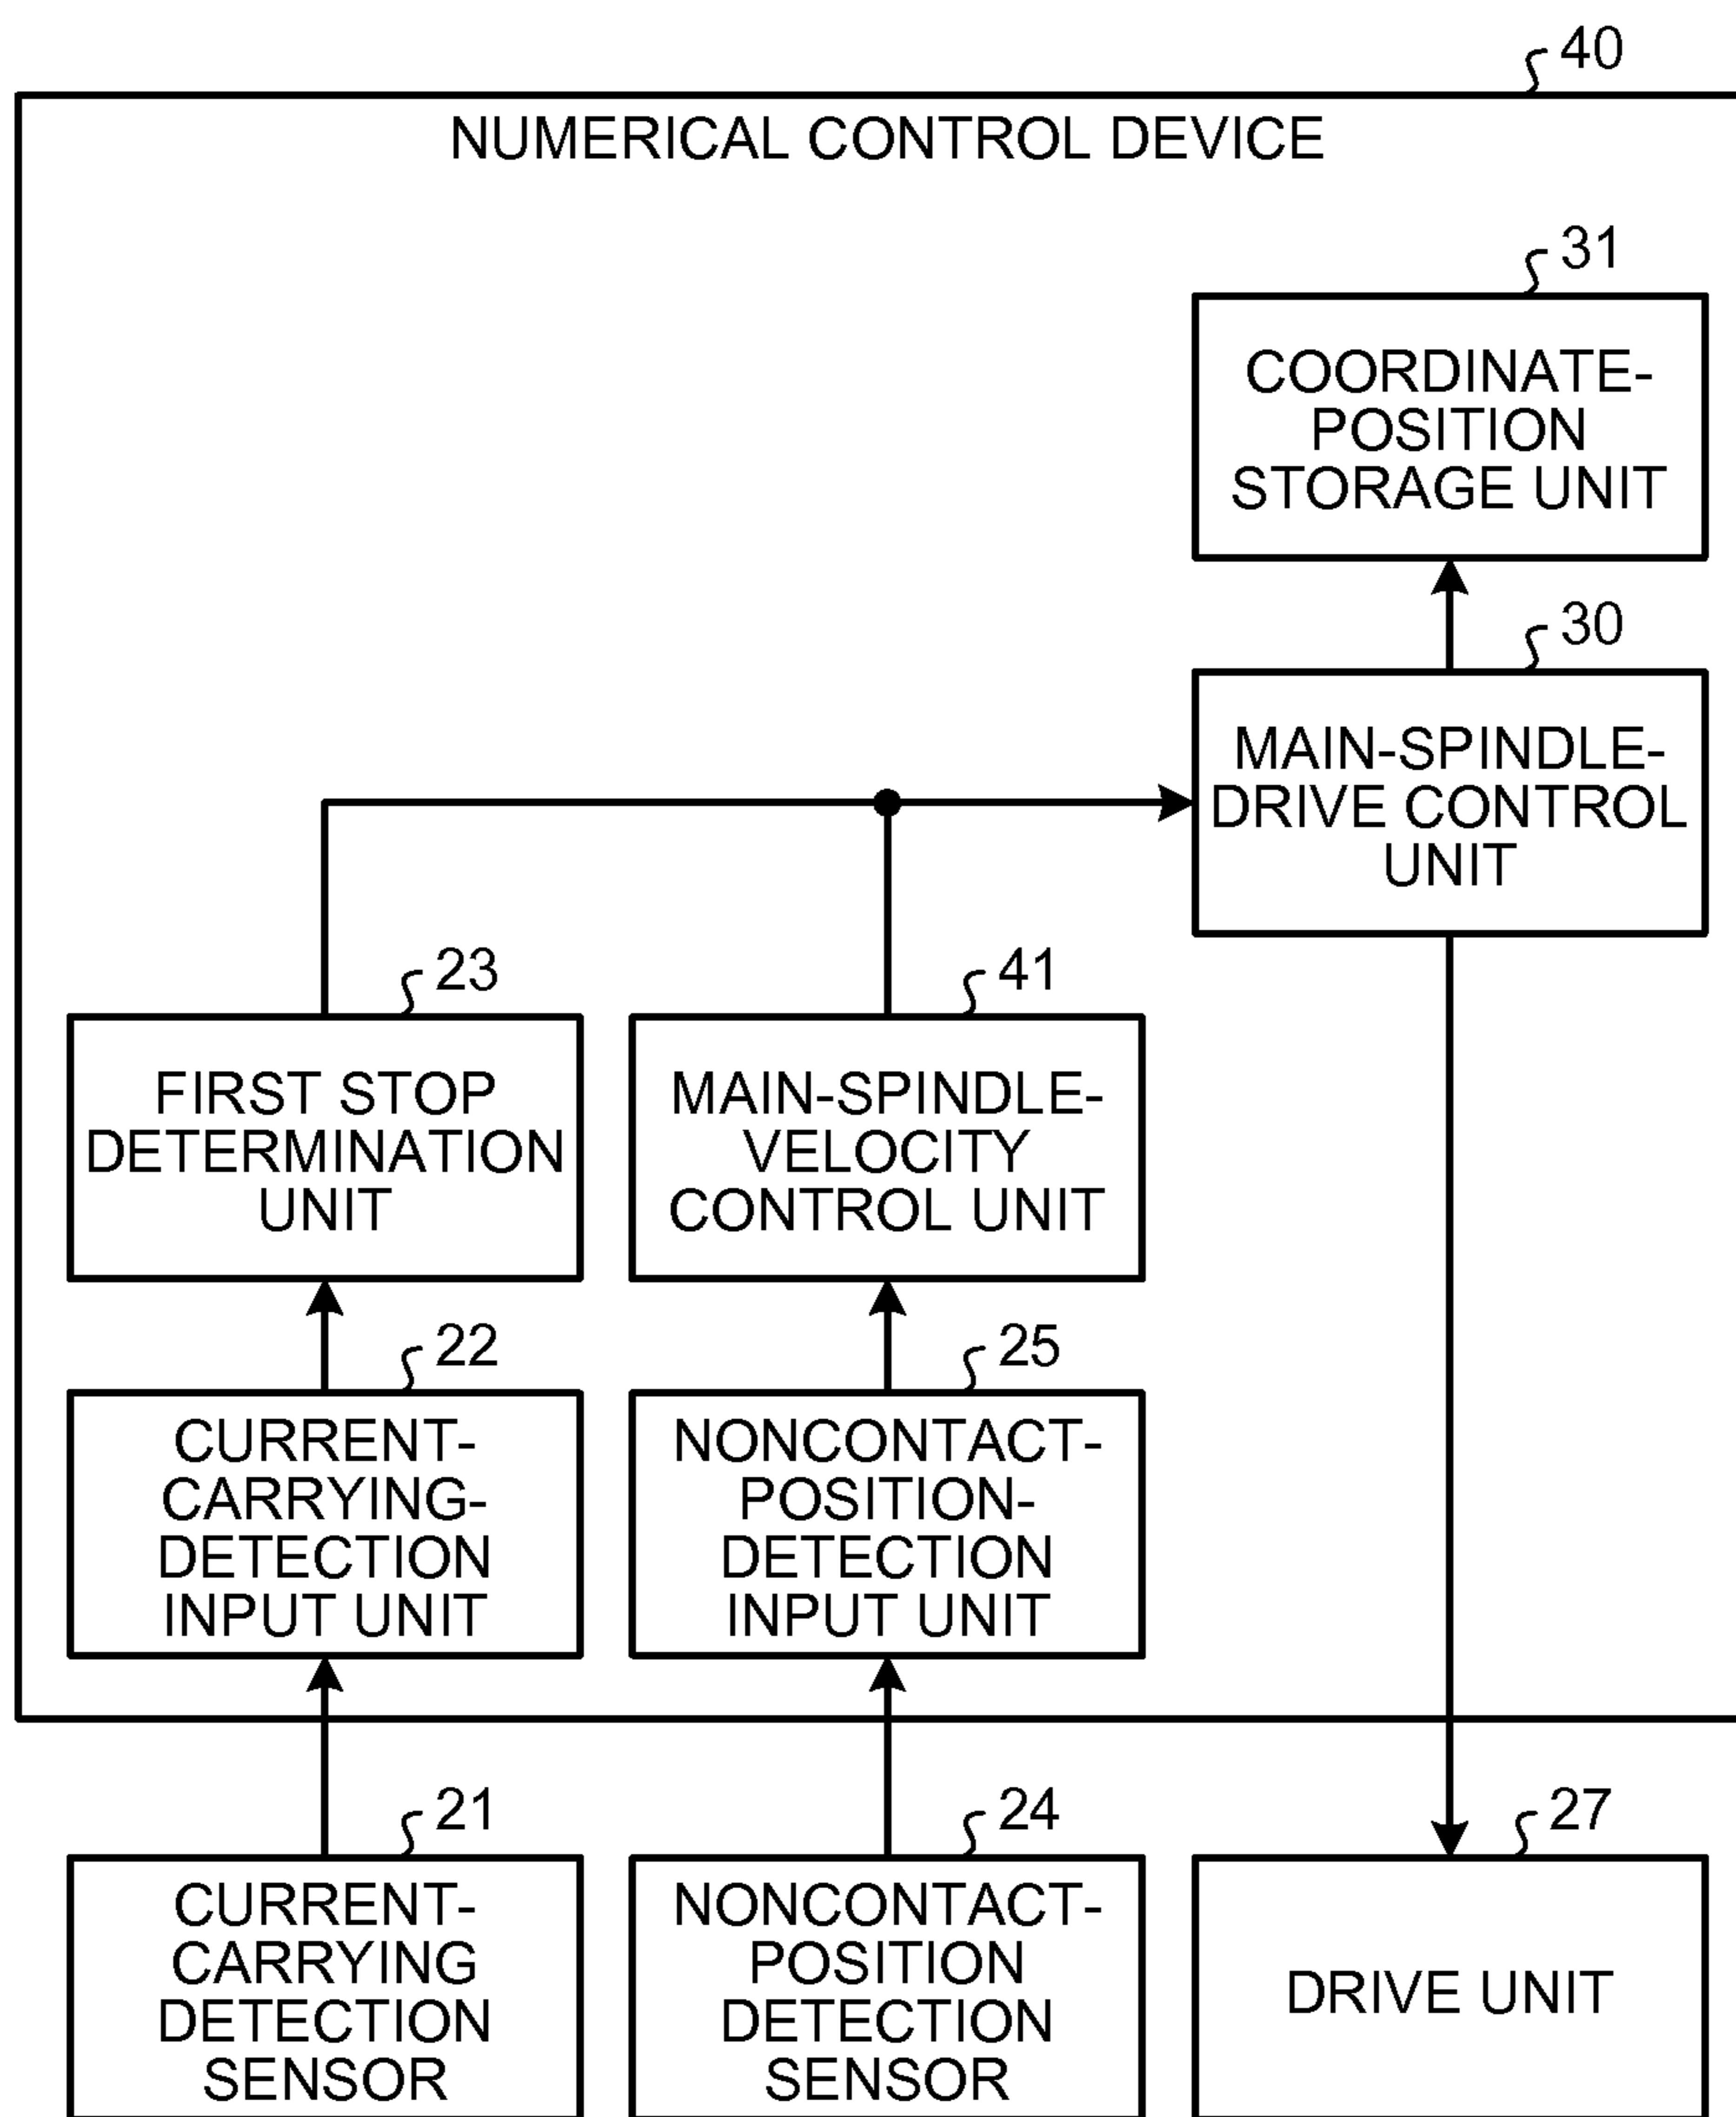 40
NUMERICAL CONTROL DEVICE
31
COORDINATE-
POSITION
STORAGE UNIT
30
MAIN-SPINDLE-
DRIVE CONTROL
UNIT
23
FIRST STOP
DETERMINATION
UNIT
41
MAIN-SPINDLE-
VELOCITY
CONTROL UNIT
22
CURRENT-
CARRYING-
DETECTION
INPUT UNIT
25
NONCONTACT-
POSITION-
DETECTION
INPUT UNIT
21
CURRENT-
CARRYING
DETECTION
SENSOR
24
NONCONTACT-
POSITION
DETECTION
SENSOR
27
DRIVE UNIT